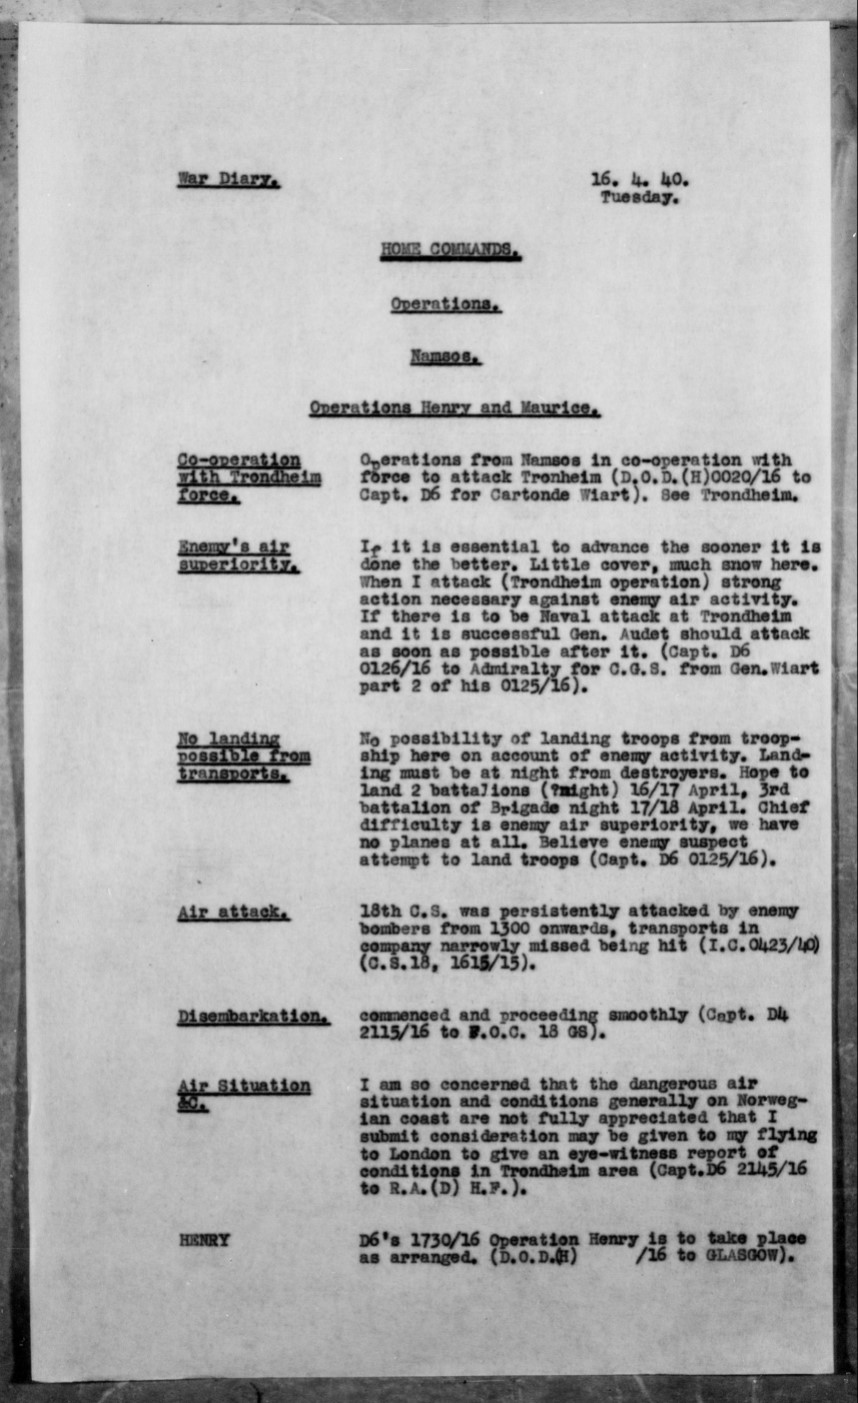 War Diary.
16. 4. 40.
Tuesday.
HOME COMMANDS.
Operations.
Namsos.
Operations Henry and Maurice.
Co-operation
with Trondheim
force.
Operations from Namsos in co-operation with
force to attack Tronheim (D.O.D.(H)0020/16 to
Capt. D6 for Cartonde Wiart). See Trondheim.
Enemy's air
superiority.
If it is essential to advance the sooner it is
done the better. Little cover, much snow here.
When I attack (Trondheim operation) strong
action necessary against enemy air activity.
If there is to be Naval attack at Trondheim
and it is successful Gen. Audet should attack
as soon as possible after it. (Capt. D6
0126/16 to Admiralty for C.G.S. from Gen.Wiart
part 2 of his 0125/16).
No landing
possible from
transports.
No possibility of landing troops from troop-
ship here on account of enemy activity. Land-
ing must be at night from destroyers. Hope to
land 2 battalions (?night) 16/17 April, 3rd
battalion of Brigade night 17/18 April. Chief
difficulty is enemy air superiority, we have
no planes at all. Believe enemy suspect
attempt to land troops (Capt. D6 0125/16).
Air attack.
18th C.S. was persistently attacked by enemy
bombers from 1300 onwards, transports in
company narrowly missed being hit (I.C.0423/40)
(C.S.18, 1615/15).
Disembarkation.
commenced and proceeding smoothly (Capt. D4
2115/16 to F.O.C. 18 GS).
Air Situation
&C.
I am so concerned that the dangerous air
situation and conditions generally on Norweg-
ian coast are not fully appreciated that I
submit consideration may be given to my flying
to London to give an eye-witness report of
conditions in Trondheim area (Capt.D6 2145/16
to R.A.(D) H.F.).
HENRY
D6's 1730/16 Operation Henry is to take place
as arranged. (D.O.D.(H) /16 to GLASGOW).